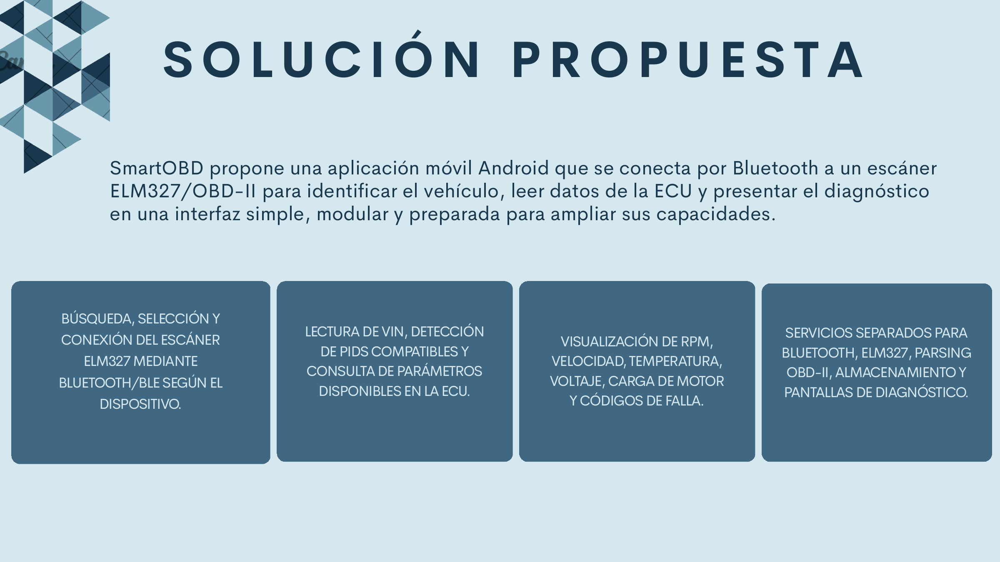 SOLUCIÓN PROPUESTA
SmartOBD propone una aplicación móvil Android que se conecta por Bluetooth a un escáner
ELM327/OBD-II para identificar el vehículo, leer datos de la ECU y presentar el diagnóstico
en una interfaz simple, modular y preparada para ampliar sus capacidades.
BÚSQUEDA, SELECCIÓN Y
CONEXIÓN DEL ESCÁNER
ELM327 MEDIANTE
BLUETOOTH/BLE SEGÚN EL
DISPOSITIVO.
LECTURA DE VIN, DETECCIÓN
DE PIDS COMPATIBLES Y
CONSULTA DE PARÁMETROS
DISPONIBLES EN LA ECU.
VISUALIZACIÓN DE RPM,
VELOCIDAD, TEMPERATURA,
VOLTAJE, CARGA DE MOTOR
Y CÓDIGOS DE FALLA.
SERVICIOS SEPARADOS PARA
BLUETOOTH, ELM327, PARSING
OBD-II, ALMACENAMIENTO Y
PANTALLAS DE DIAGNÓSTICO.